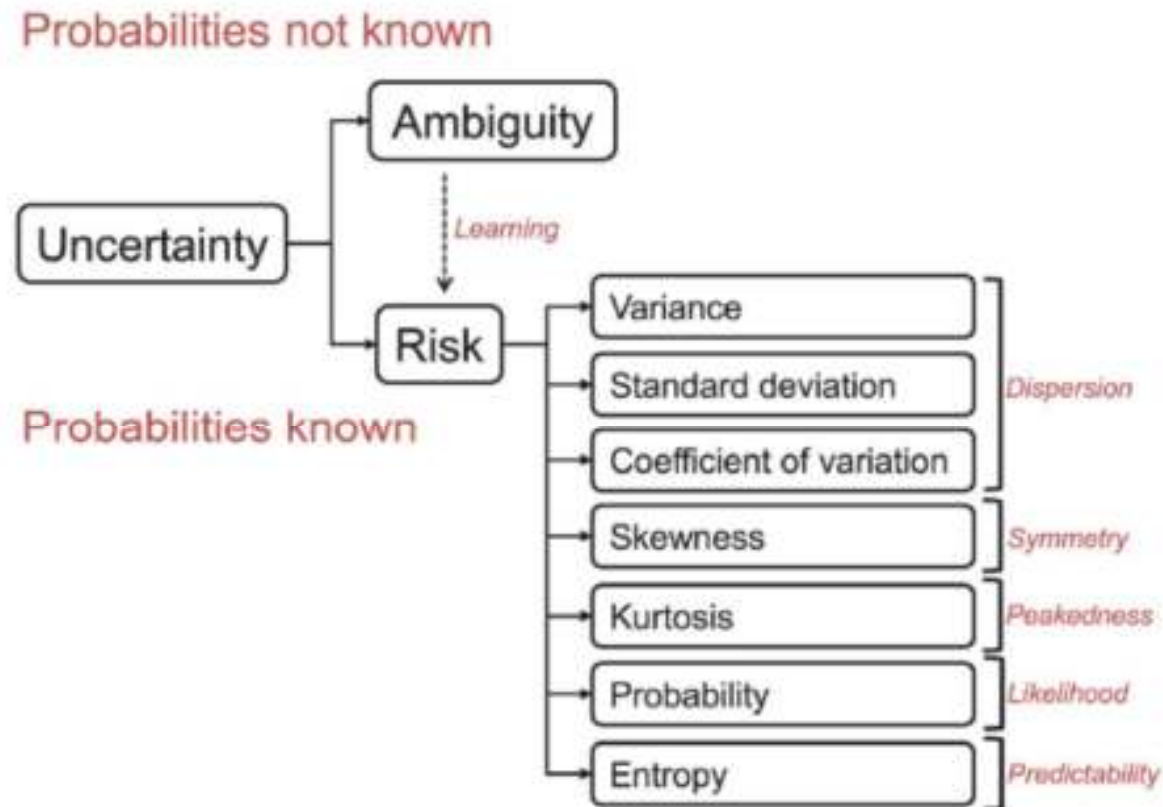 Probabilities not known
Ambiguity
Learning
Uncertainty
Risk
Probabilities known
Variance
Standard deviation
Coefficient of variation
Dispersion
Skewness
Symmetry
Kurtosis
Peakedness
Probability
Likelihood
Entropy
Predictability